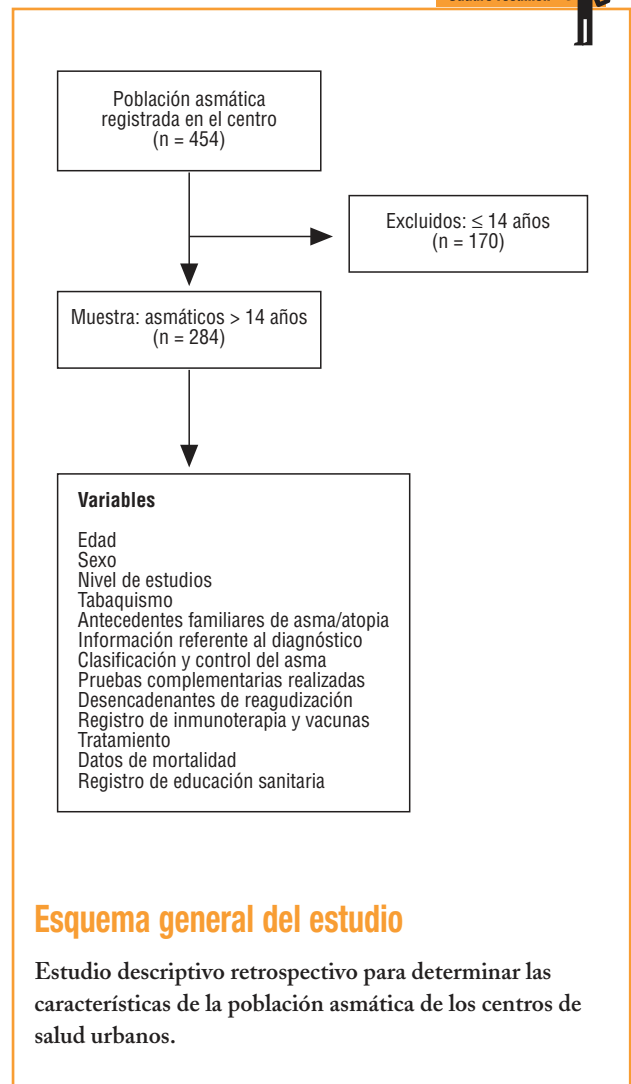 Población asmática
registrada en el centro
(n = 454)
Excluidos: ≤ 14 años
(n = 170)
Muestra: asmáticos > 14 años
(n = 284)
Variables
Edad
Sexo
Nivel de estudios
Tabaquismo
Antecedentes familiares de asma/atopia
Información referente al diagnóstico
Clasificación y control del asma
Pruebas complementarias realizadas
Desencadenantes de reagudización
Registro de inmunoterapia y vacunas
Tratamiento
Datos de mortalidad
Registro de educación sanitaria
Esquema general del estudio
Estudio descriptivo retrospectivo para determinar las
características de la población asmática de los centros de
salud urbanos.